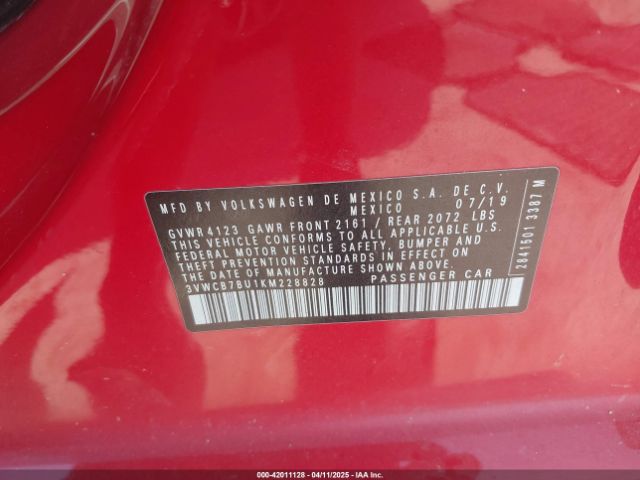 MFD BY VOLKSWAGEN DE MEXICO S.A. DE C.V.
MEXICO 07/19
GVWR 4123 GAWR FRONT 2161 / REAR 2072 LBS
THIS VEHICLE CONFORMS TO ALL APPLICABLE U.S.
FEDERAL MOTOR VEHICLE SAFETY, BUMPER AND
THEFT PREVENTION STANDARDS IN EFFECT ON
THE DATE OF MANUFACTURE SHOWN ABOVE.
3VWCB7BU1KM228828 PASSENGER CAR
2841501 3387 M
000-42011128 - 04/11/2025 - IAA Inc.